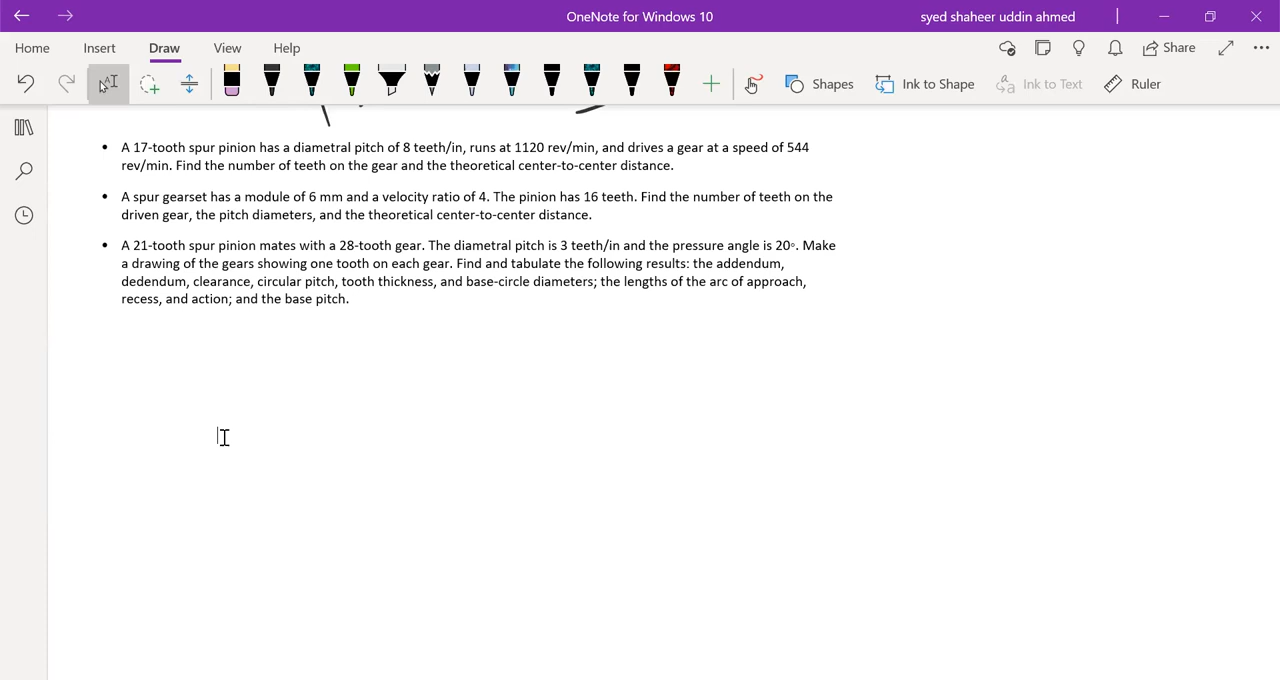 OneNote for Windows 10
syed shaheer uddin ahmed
Home Insert Draw View Help
Share
Shapes Ink to Shape Ink to Text Ruler
• A 17-tooth spur pinion has a diametral pitch of 8 teeth/in, runs at 1120 rev/min, and drives a gear at a speed of 544
rev/min. Find the number of teeth on the gear and the theoretical center-to-center distance.
• A spur gearset has a module of 6 mm and a velocity ratio of 4. The pinion has 16 teeth. Find the number of teeth on the
driven gear, the pitch diameters, and the theoretical center-to-center distance.
• A 21-tooth spur pinion mates with a 28-tooth gear. The diametral pitch is 3 teeth/in and the pressure angle is 20◦. Make
a drawing of the gears showing one tooth on each gear. Find and tabulate the following results: the addendum,
dedendum, clearance, circular pitch, tooth thickness, and base-circle diameters; the lengths of the arc of approach,
recess, and action; and the base pitch.